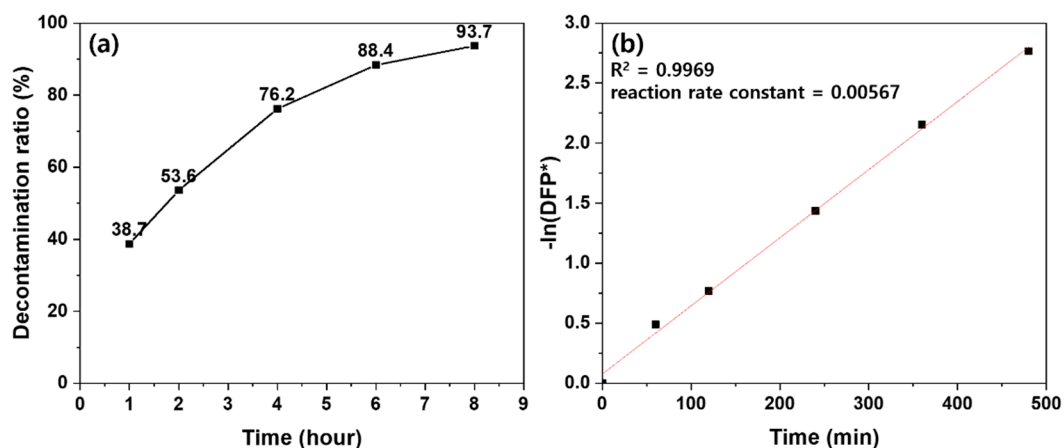 (a)
Decontamination ratio (%)
100
80
60
40
20
0
38.7
53.6
76.2
88.4
93.7
0 1 2 3 4 5 6 7 8 9
Time (hour)
(b)
R² = 0.9969
reaction rate constant = 0.00567
-ln(DFP*)
-3.0
2.5
2.0
1.5
1.0
0.5
0.0
0 100 200 300 400 500
Time (min)